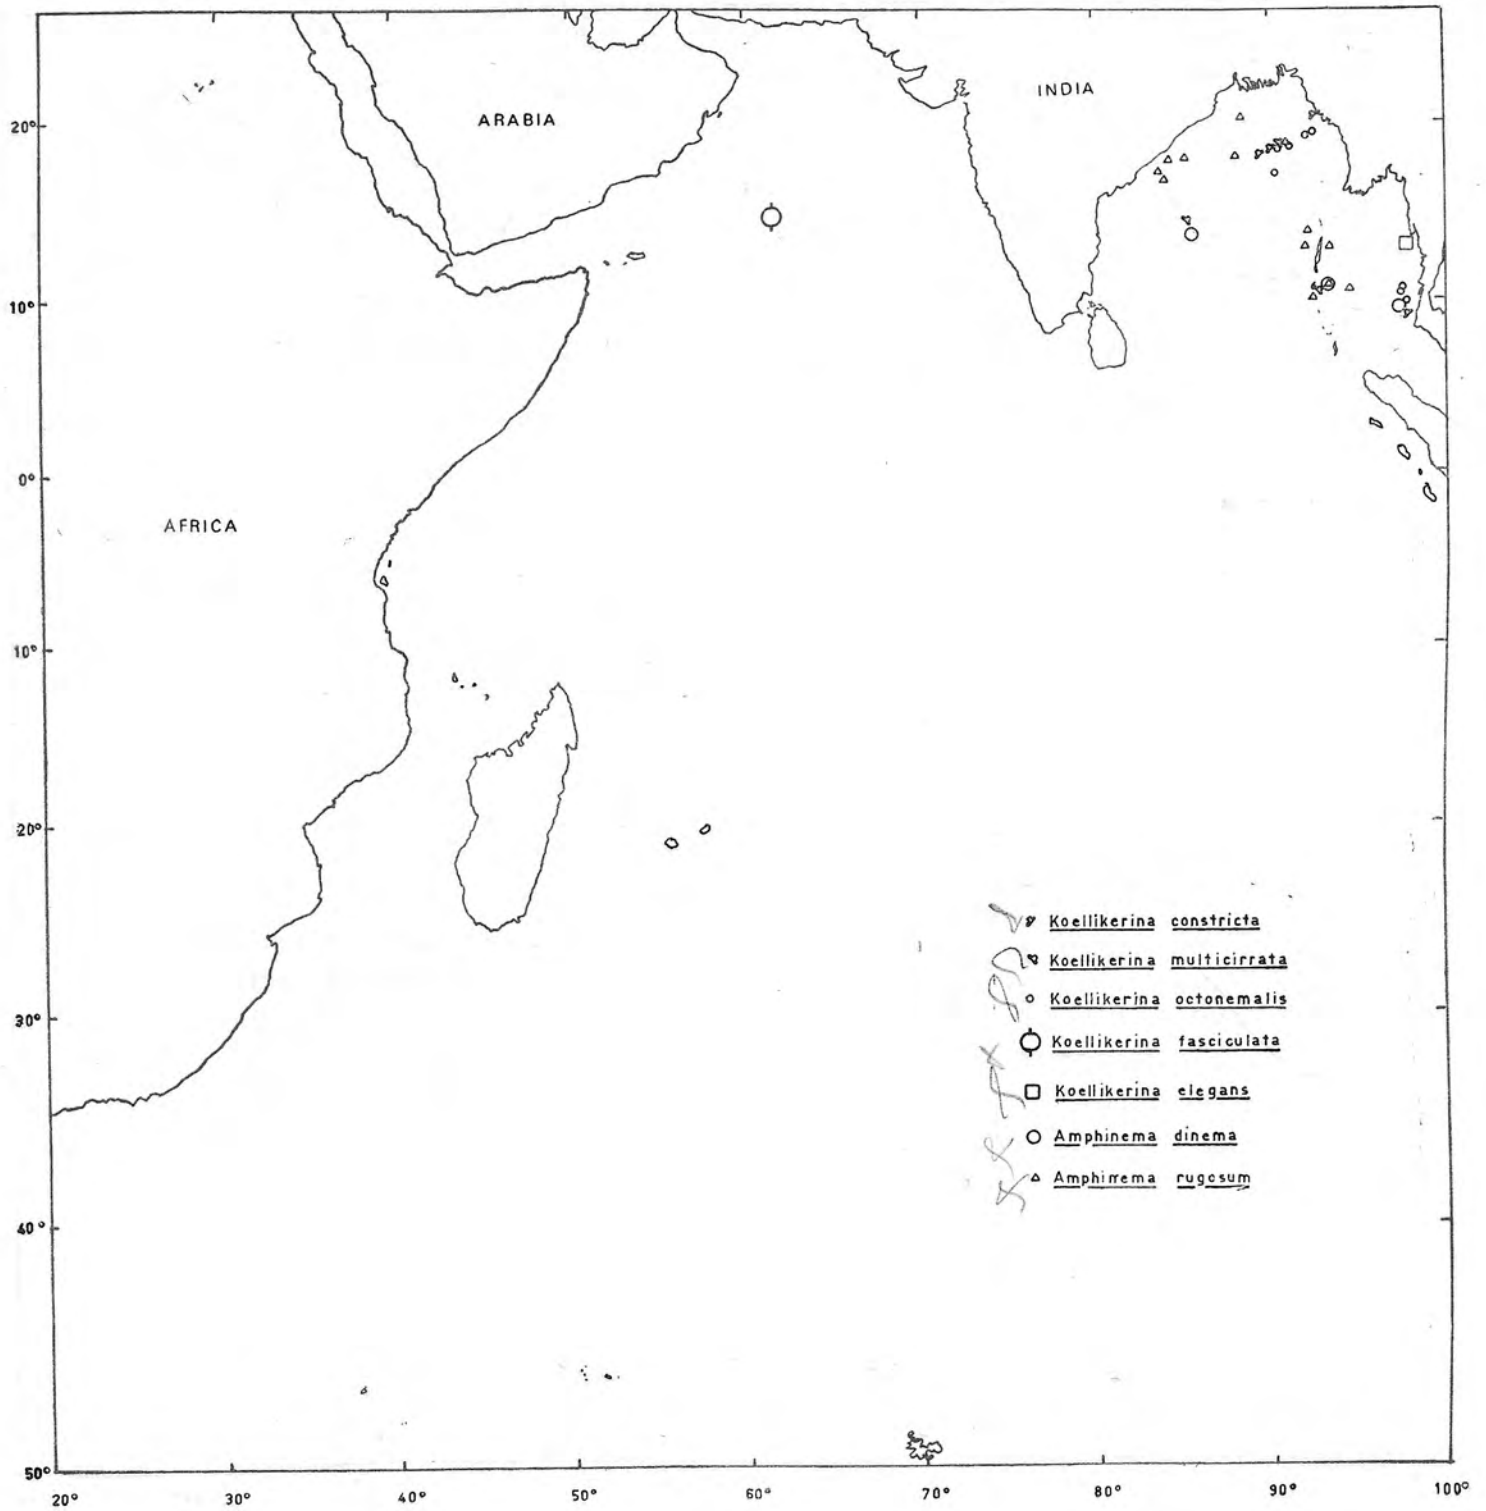 INDIA
ARABIA
20°
10°
0°
AFRICA
10°
20°
Koellikerina constricta
Koellikerina multicirrata
Koellikerina octonemalis
30°
Koellikerina fasciculata
Koellikerina elegans
Amphinema dinema
Amphinema rugosum
40°
50°
20° 30° 40° 50° 60° 70° 80° 90° 100°